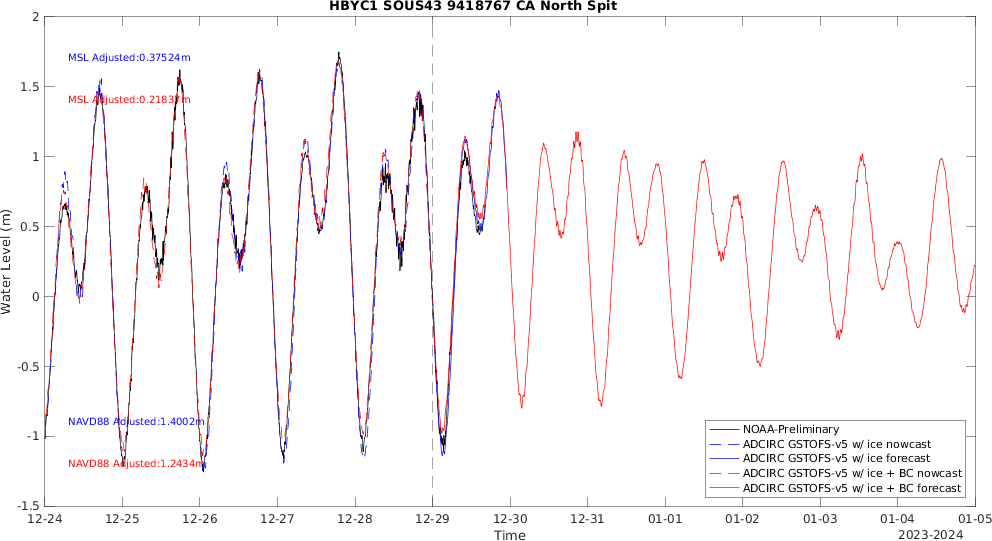 HBYC1 SOUS43 9418767 CA North Spit
2
1.5
1
0.5
0
-0.5
-1
-1.5
Water Level (m)
MSL Adjusted:0.37524m
MSL Adjusted:0.21837m
NAVD88 Adjusted:1.4002m
NAVD88 Adjusted:1.2434m
NOAA-Preliminary
ADCIRC GSTOFS-v5 w/ ice nowcast
ADCIRC GSTOFS-v5 w/ ice forecast
ADCIRC GSTOFS-v5 w/ ice + BC nowcast
ADCIRC GSTOFS-v5 w/ ice + BC forecast
12-24 12-25 12-26 12-27 12-28 12-29 12-30 12-31 01-01 01-02 01-03 01-04 01-05
Time
2023-2024